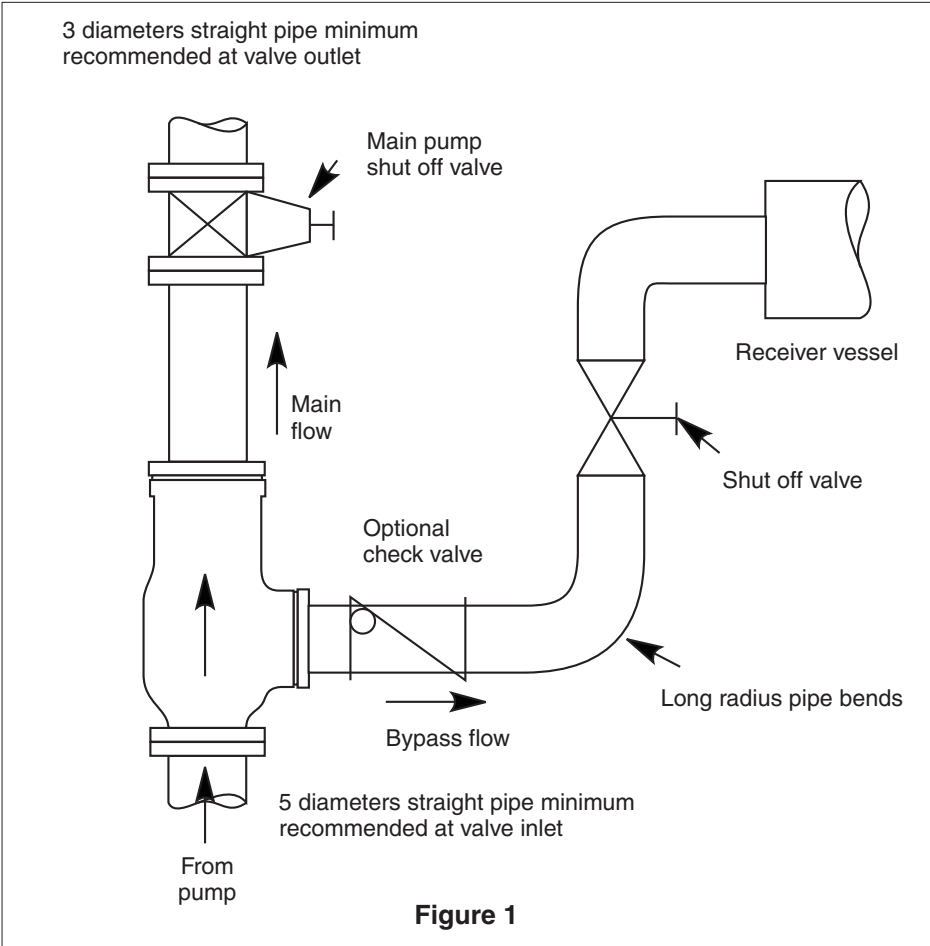 3 diameters straight pipe minimum
recommended at valve outlet
Main pump
shut off valve
Receiver vessel
Main
flow
Shut off valve
Optional
check valve
Long radius pipe bends
Bypass flow
5 diameters straight pipe minimum
recommended at valve inlet
From
pump
Figure 1